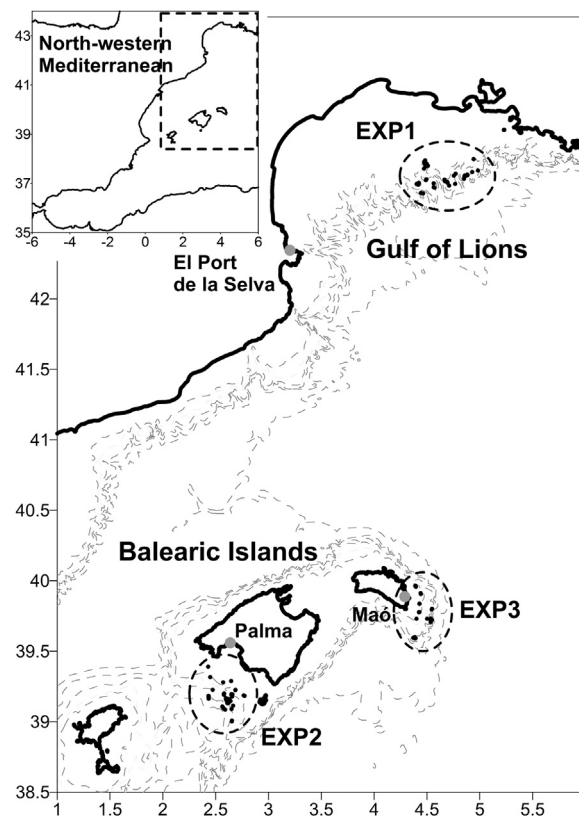 43
North-western
Mediterranean
41
39
37
35
-6
-4
-2
0
2
4
6
EXP1
Gulf of Lions
El Port
de la Selva
42
41.5
41
40.5
Balearic Islands
40
EXP3
Maó
Palma
39.5
39
EXP2
38.5
1
1.5
2
2.5
3
3.5
4
4.5
5
5.5